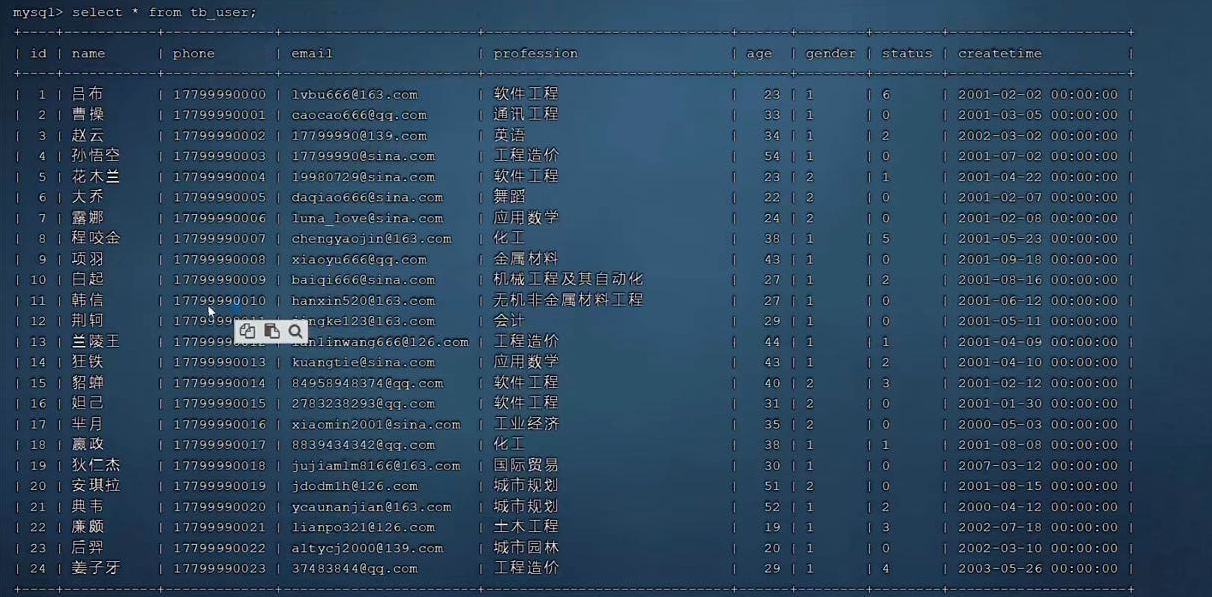 mysql> select * from tb_user;
+----+-----------+-------------+-----------------------+-----------------------------+------+--------+--------+---------------------+
| id | name | phone | email | profession | age | gender | status | createtime |
+----+-----------+-------------+-----------------------+-----------------------------+------+--------+--------+---------------------+
| 1 | 吕布 | 17799990000 | lvbu666@163.com | 软件工程 | 23 | 1 | 6 | 2001-02-02 00:00:00 |
| 2 | 曹操 | 17799990001 | caocao666@qq.com | 通讯工程 | 33 | 1 | 0 | 2001-03-05 00:00:00 |
| 3 | 赵云 | 17799990002 | 17799990@139.com | 英语 | 34 | 1 | 2 | 2002-03-02 00:00:00 |
| 4 | 孙悟空 | 17799990003 | 17799990@sina.com | 工程造价 | 54 | 1 | 0 | 2001-07-02 00:00:00 |
| 5 | 花木兰 | 17799990004 | 19980729@sina.com | 软件工程 | 23 | 2 | 1 | 2001-04-22 00:00:00 |
| 6 | 大乔 | 17799990005 | daqiao666@sina.com | 舞蹈 | 22 | 2 | 0 | 2001-02-07 00:00:00 |
| 7 | 露娜 | 17799990006 | luna_love@sina.com | 应用数学 | 24 | 2 | 0 | 2001-02-08 00:00:00 |
| 8 | 程咬金 | 17799990007 | chengyaojin@163.com | 化工 | 38 | 1 | 5 | 2001-05-23 00:00:00 |
| 9 | 项羽 | 17799990008 | xiaoyu666@qq.com | 金属材料 | 43 | 1 | 0 | 2001-09-18 00:00:00 |
| 10 | 白起 | 17799990009 | baiqi666@sina.com | 机械工程及其自动化 | 27 | 1 | 2 | 2001-08-16 00:00:00 |
| 11 | 韩信 | 17799990010 | hanxin520@163.com | 无机非金属材料工程 | 27 | 1 | 0 | 2001-06-12 00:00:00 |
| 12 | 荆轲 | | @163.com | 会计 | 29 | 1 | 0 | 2001-05-11 00:00:00 |
| 13 | 兰陵王 | | @126.com | 工程造价 | 44 | 1 | 1 | 2001-04-09 00:00:00 |
| 14 | 狂铁 | 17799990013 | kuangtie@sina.com | 应用数学 | 43 | 1 | 2 | 2001-04-10 00:00:00 |
| 15 | 貂蝉 | 17799990014 | 84958948374@qq.com | 软件工程 | 40 | 2 | 3 | 2001-02-12 00:00:00 |
| 16 | 妲己 | 17799990015 | 2783238293@qq.com | 软件工程 | 31 | 2 | 0 | 2001-01-30 00:00:00 |
| 17 | 芈月 | 17799990016 | xiaomin2001@sina.com | 工业经济 | 35 | 2 | 0 | 2000-05-03 00:00:00 |
| 18 | 嬴政 | 17799990017 | 8839434342@qq.com | 化工 | 38 | 1 | 1 | 2001-08-08 00:00:00 |
| 19 | 狄仁杰 | 17799990018 | jujiamlm8166@163.com | 国际贸易 | 30 | 1 | 0 | 2007-03-12 00:00:00 |
| 20 | 安琪拉 | 17799990019 | jdodm1h@126.com | 城市规划 | 51 | 2 | 0 | 2001-08-15 00:00:00 |
| 21 | 典韦 | 17799990020 | ycaunanjian@163.com | 城市规划 | 52 | 1 | 2 | 2000-04-12 00:00:00 |
| 22 | 廉颇 | 17799990021 | lianpo321@126.com | 土木工程 | 19 | 1 | 3 | 2002-07-18 00:00:00 |
| 23 | 后羿 | 17799990022 | altycj2000@139.com | 城市园林 | 20 | 1 | 0 | 2002-03-10 00:00:00 |
| 24 | 姜子牙 | 17799990023 | 37483844@qq.com | 工程造价 | 29 | 1 | 4 | 2003-05-26 00:00:00 |
+----+-----------+-------------+-----------------------+-----------------------------+------+--------+--------+---------------------+